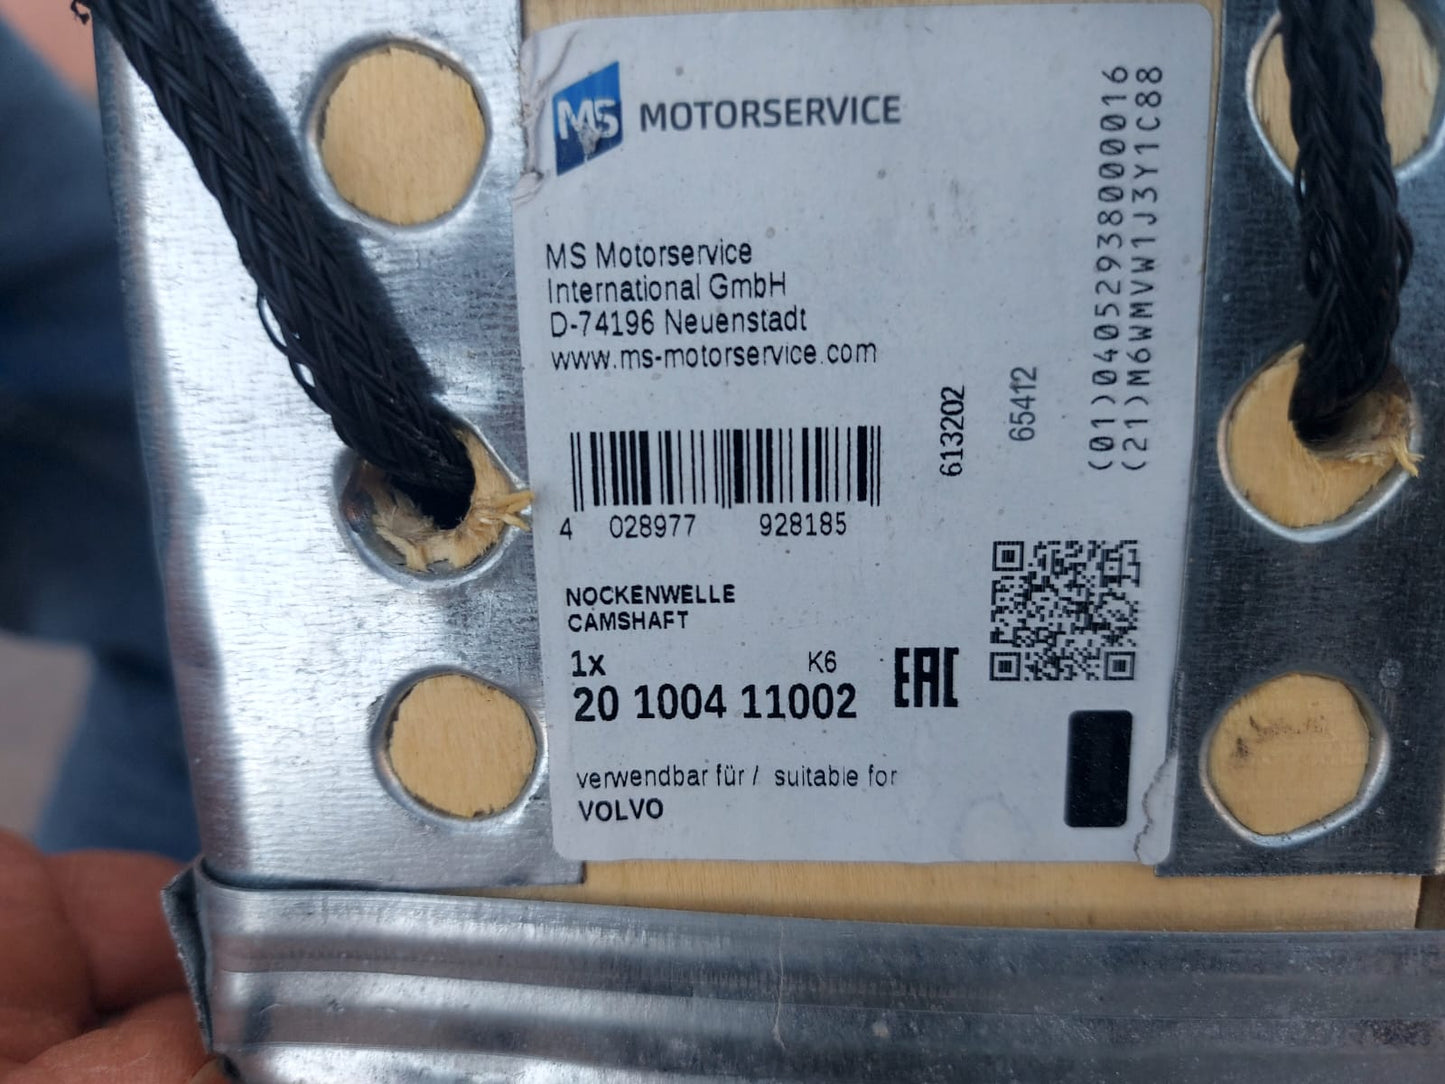 MS MOTORSERVICE
MS Motorservice
International GmbH
D-74196 Neuenstadt
www.ms-motorservice.com
4 028977 928185
613202
65412
(01)04052938000016
(21)M6WMVW1J3Y1C88
NOCKENWELLE
CAMSHAFT
1x K6
20 1004 11002 EAC
verwendbar für / suitable for
VOLVO